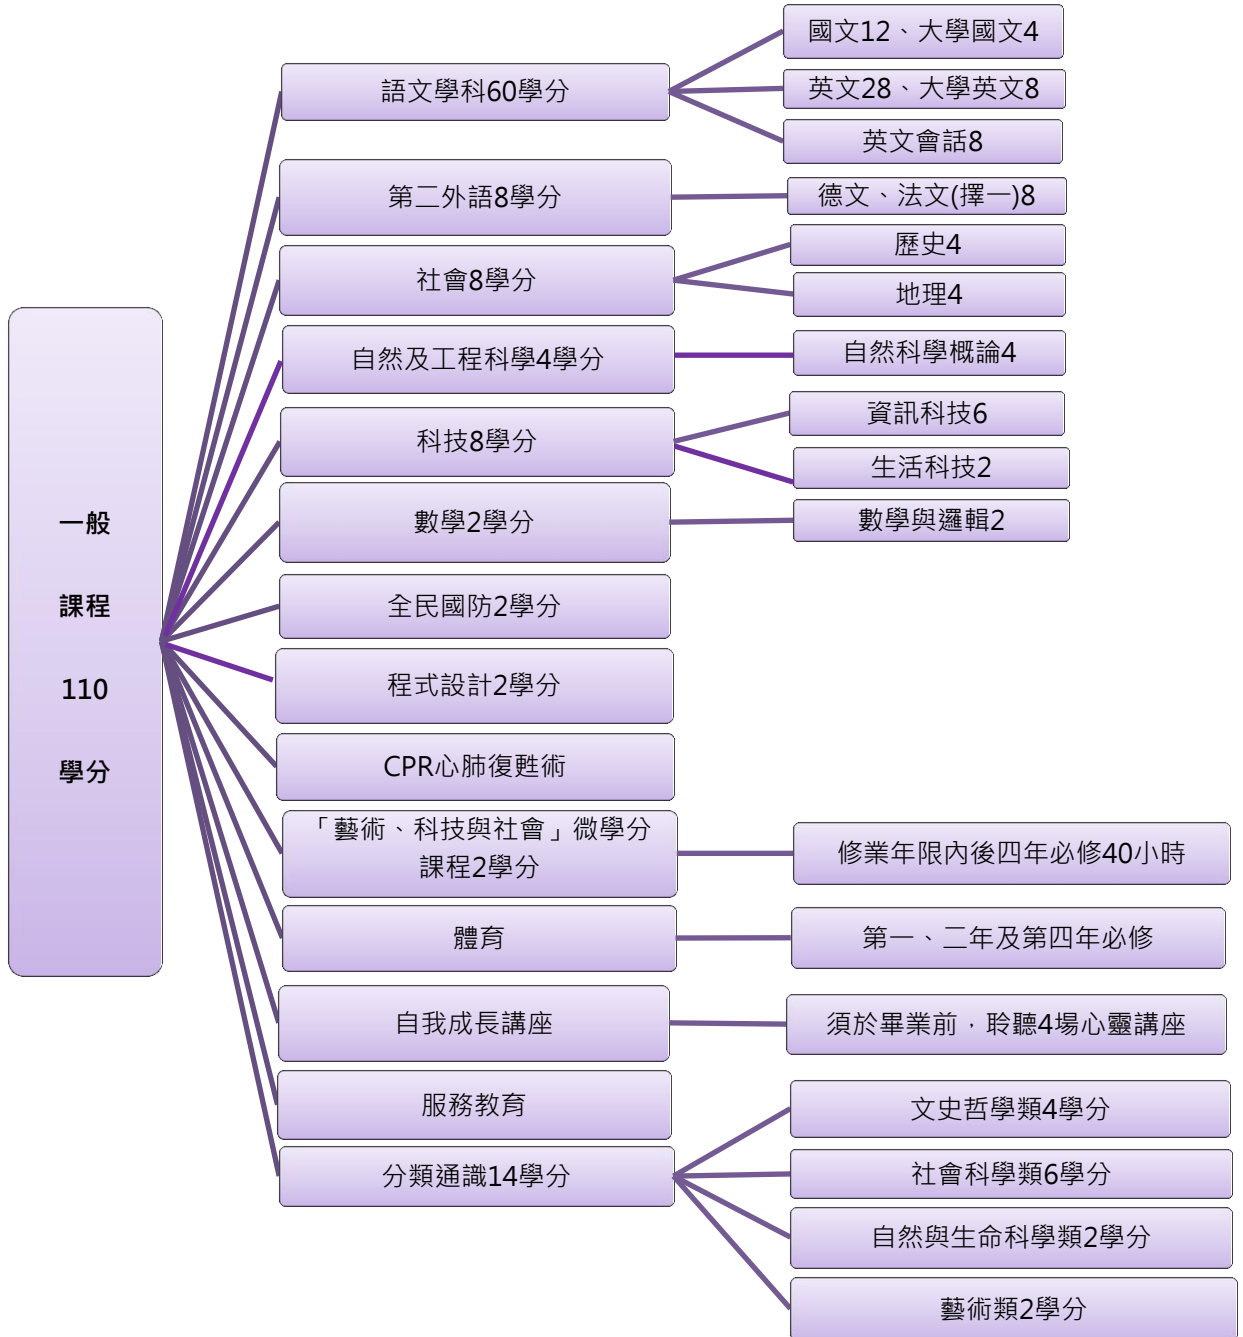 一般
課程
110
學分
語文學科60學分
國文12、大學國文4
英文28、大學英文8
英文會話8
第二外語8學分
德文、法文(擇一)8
社會8學分
歷史4
地理4
自然及工程科學4學分
自然科學概論4
科技8學分
資訊科技6
生活科技2
數學2學分
數學與邏輯2
全民國防2學分
程式設計2學分
CPR心肺復甦術
「藝術、科技與社會」微學分
課程2學分
修業年限內後四年必修40小時
體育
第一、二年及第四年必修
自我成長講座
須於畢業前，聆聽4場心靈講座
服務教育
分類通識14學分
文史哲學類4學分
社會科學類6學分
自然與生命科學類2學分
藝術類2學分